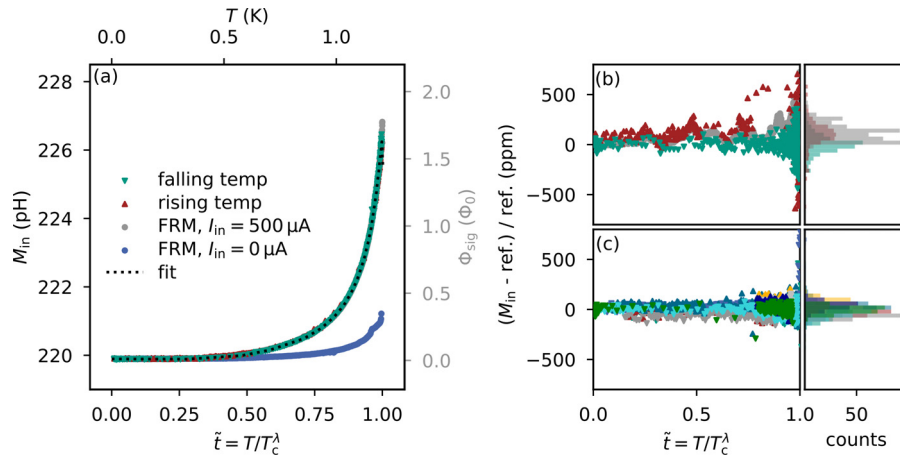 T (K)
0.0 0.5 1.0
(a)
228
226
224
222
220
M_in (pH)
falling temp
rising temp
FRM, I_in = 500 μA
FRM, I_in = 0 μA
fit
2.0
1.5
1.0
0.5
0.0
Φ_sig (Φ_0)
0.00 0.25 0.50 0.75 1.00
t̃ = T/T_c^λ
(b)
500
0
−500
(M_in - ref.) / ref. (ppm)
(c)
500
0
−500
0.0 0.5 1.0
50
t̃ = T/T_c^λ
counts